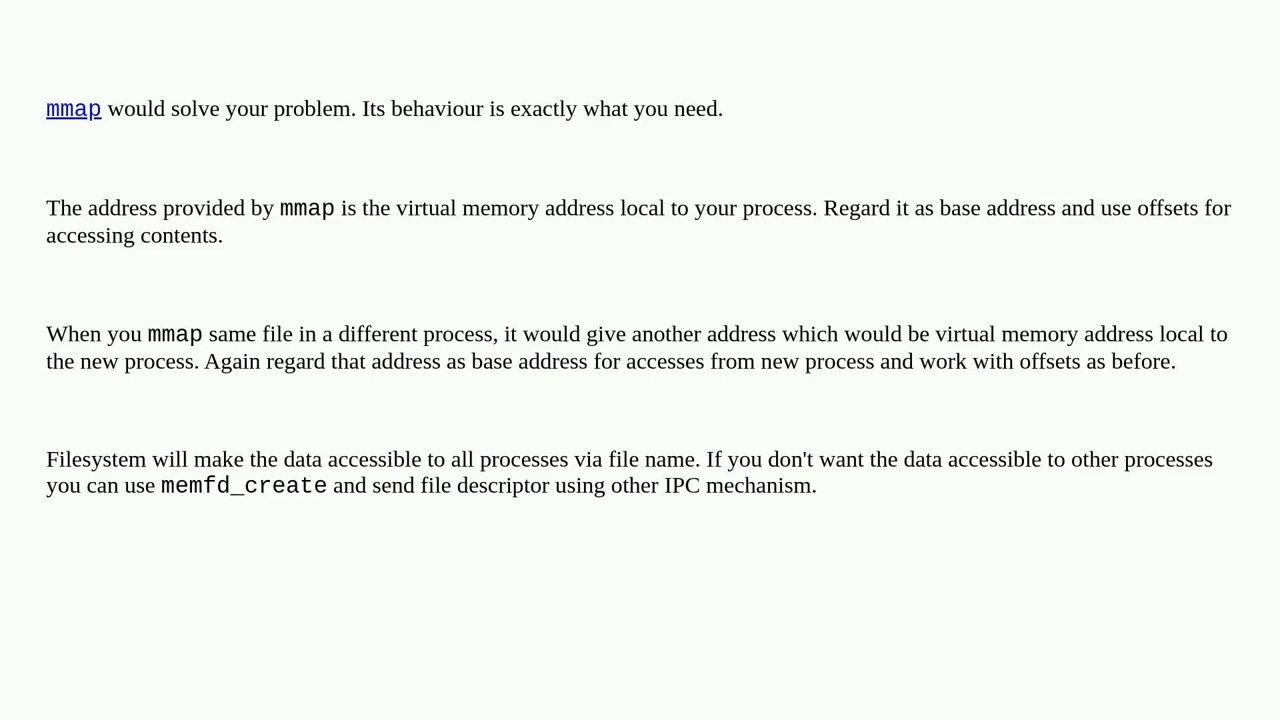 mmap would solve your problem. Its behaviour is exactly what you need.
The address provided by mmap is the virtual memory address local to your process. Regard it as base address and use offsets for
accessing contents.
When you mmap same file in a different process, it would give another address which would be virtual memory address local to
the new process. Again regard that address as base address for accesses from new process and work with offsets as before.
Filesystem will make the data accessible to all processes via file name. If you don't want the data accessible to other processes
you can use memfd_create and send file descriptor using other IPC mechanism.